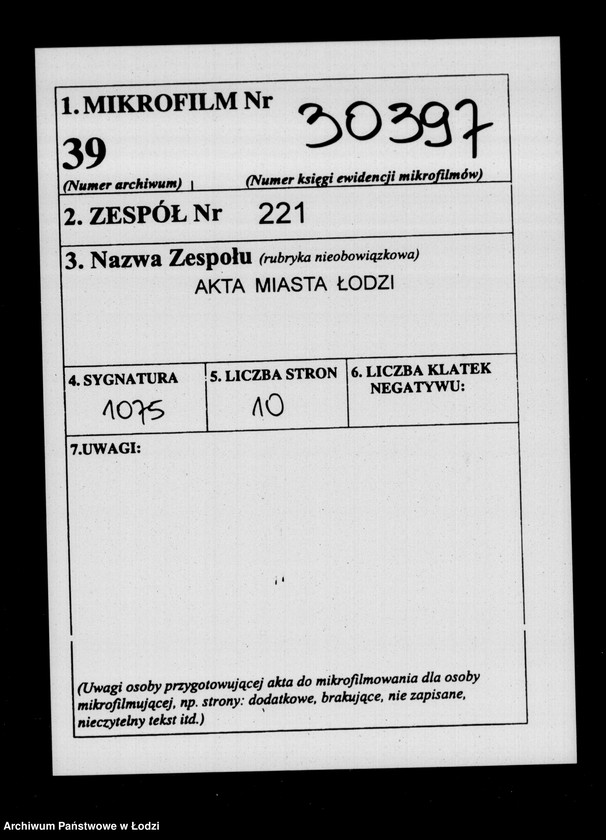 1. MIKROFILM Nr 30397
39
(Numer archiwum) (Numer księgi ewidencji mikrofilmów)
2. ZESPÓŁ Nr 221
3. Nazwa Zespołu (rubryka nieobowiązkowa)
AKTA MIASTA ŁODZI
4. SYGNATURA 5. LICZBA STRON 6. LICZBA KLATEK
NEGATYWU:
1075 10
7.UWAGI:
(Uwagi osoby przygotowującej akta do mikrofilmowania dla osoby
mikrofilmującej, np. strony: dodatkowe, brakujące, nie zapisane,
nieczytelny tekst itd.)
Archiwum Państwowe w Łodzi